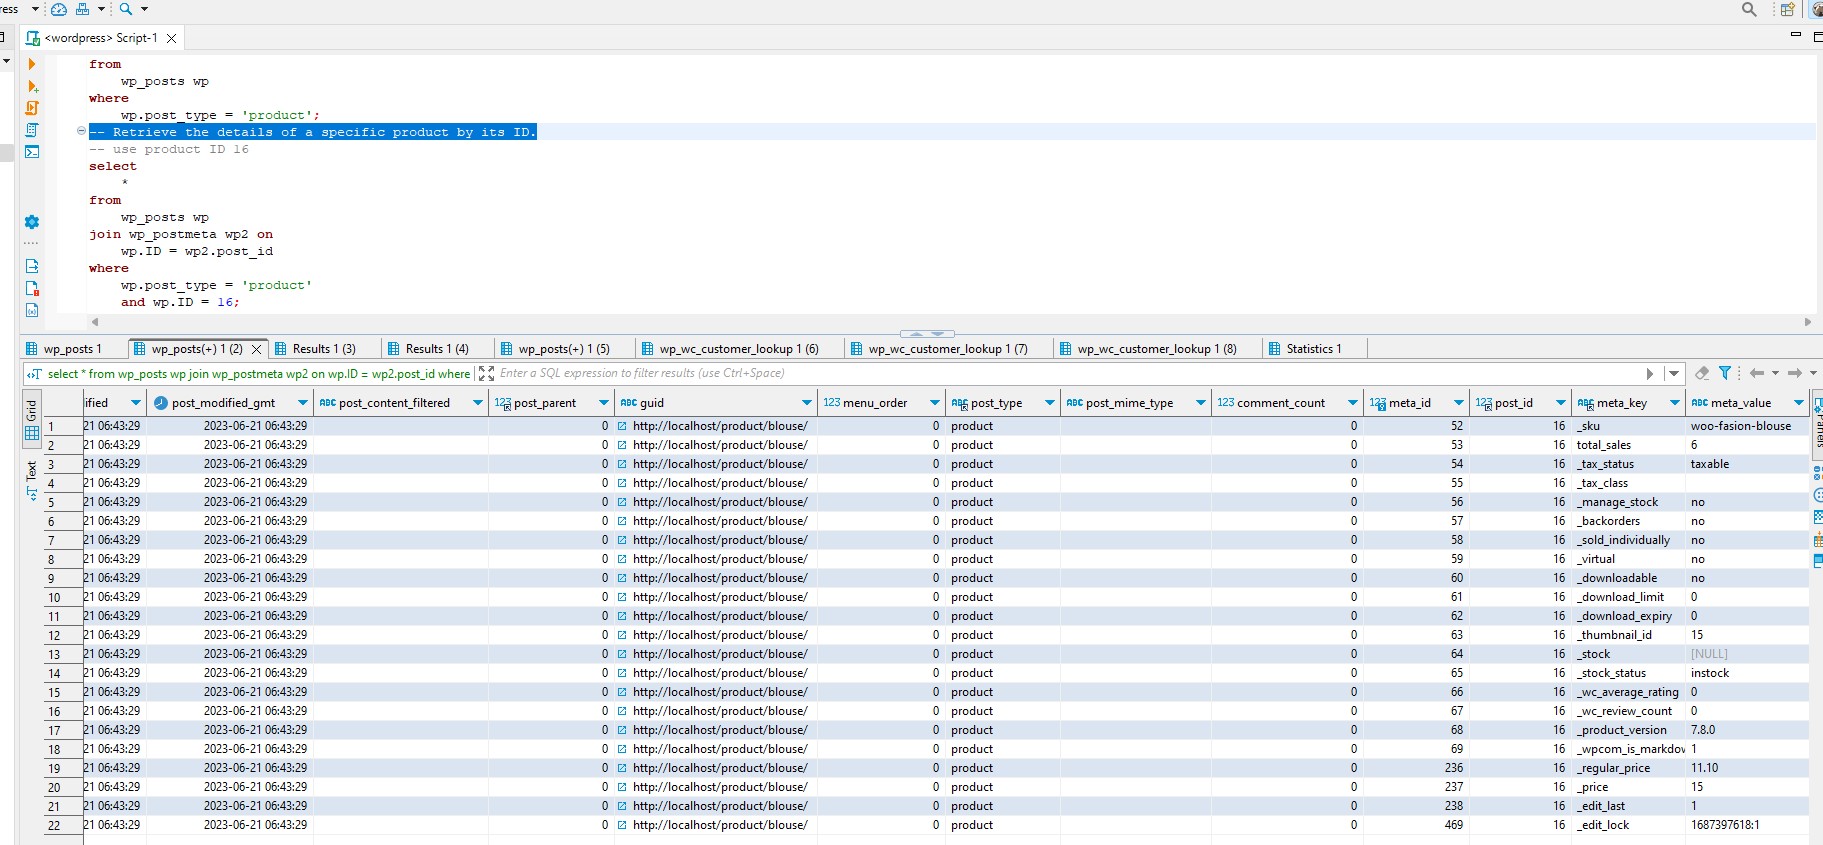 ress
<wordpress> Script-1
from
wp_posts wp
where
wp.post_type = 'product';
-- Retrieve the details of a specific product by its ID.
-- use product ID 16
select
*
from
wp_posts wp
join wp_postmeta wp2 on
wp.ID = wp2.post_id
where
wp.post_type = 'product'
and wp.ID = 16;
wp_posts 1 wp_posts(+) 1 (2) Results 1 (3) Results 1 (4) wp_posts(+) 1 (5) wp_wc_customer_lookup 1 (6) wp_wc_customer_lookup 1 (7) wp_wc_customer_lookup 1 (8) Statistics 1
select * from wp_posts wp join wp_postmeta wp2 on wp.ID = wp2.post_id where Enter a SQL expression to filter results (use Ctrl+Space)
Grid
Text
Panels
ified post_modified_gmt ABC post_content_filtered 123 post_parent ABC guid 123 menu_order ABC post_type ABC post_mime_type 123 comment_count 123 meta_id 123 post_id ABC meta_key ABC meta_value
1 21 06:43:29 2023-06-21 06:43:29 0 http://localhost/product/blouse/ 0 product 0 52 16 _sku woo-fasion-blouse
2 21 06:43:29 2023-06-21 06:43:29 0 http://localhost/product/blouse/ 0 product 0 53 16 total_sales 6
3 21 06:43:29 2023-06-21 06:43:29 0 http://localhost/product/blouse/ 0 product 0 54 16 _tax_status taxable
4 21 06:43:29 2023-06-21 06:43:29 0 http://localhost/product/blouse/ 0 product 0 55 16 _tax_class
5 21 06:43:29 2023-06-21 06:43:29 0 http://localhost/product/blouse/ 0 product 0 56 16 _manage_stock no
6 21 06:43:29 2023-06-21 06:43:29 0 http://localhost/product/blouse/ 0 product 0 57 16 _backorders no
7 21 06:43:29 2023-06-21 06:43:29 0 http://localhost/product/blouse/ 0 product 0 58 16 _sold_individually no
8 21 06:43:29 2023-06-21 06:43:29 0 http://localhost/product/blouse/ 0 product 0 59 16 _virtual no
9 21 06:43:29 2023-06-21 06:43:29 0 http://localhost/product/blouse/ 0 product 0 60 16 _downloadable no
10 21 06:43:29 2023-06-21 06:43:29 0 http://localhost/product/blouse/ 0 product 0 61 16 _download_limit 0
11 21 06:43:29 2023-06-21 06:43:29 0 http://localhost/product/blouse/ 0 product 0 62 16 _download_expiry 0
12 21 06:43:29 2023-06-21 06:43:29 0 http://localhost/product/blouse/ 0 product 0 63 16 _thumbnail_id 15
13 21 06:43:29 2023-06-21 06:43:29 0 http://localhost/product/blouse/ 0 product 0 64 16 _stock [NULL]
14 21 06:43:29 2023-06-21 06:43:29 0 http://localhost/product/blouse/ 0 product 0 65 16 _stock_status instock
15 21 06:43:29 2023-06-21 06:43:29 0 http://localhost/product/blouse/ 0 product 0 66 16 _wc_average_rating 0
16 21 06:43:29 2023-06-21 06:43:29 0 http://localhost/product/blouse/ 0 product 0 67 16 _wc_review_count 0
17 21 06:43:29 2023-06-21 06:43:29 0 http://localhost/product/blouse/ 0 product 0 68 16 _product_version 7.8.0
18 21 06:43:29 2023-06-21 06:43:29 0 http://localhost/product/blouse/ 0 product 0 69 16 _wpcom_is_markdov 1
19 21 06:43:29 2023-06-21 06:43:29 0 http://localhost/product/blouse/ 0 product 0 236 16 _regular_price 11.10
20 21 06:43:29 2023-06-21 06:43:29 0 http://localhost/product/blouse/ 0 product 0 237 16 _price 15
21 21 06:43:29 2023-06-21 06:43:29 0 http://localhost/product/blouse/ 0 product 0 238 16 _edit_last 1
22 21 06:43:29 2023-06-21 06:43:29 0 http://localhost/product/blouse/ 0 product 0 469 16 _edit_lock 1687397618:1